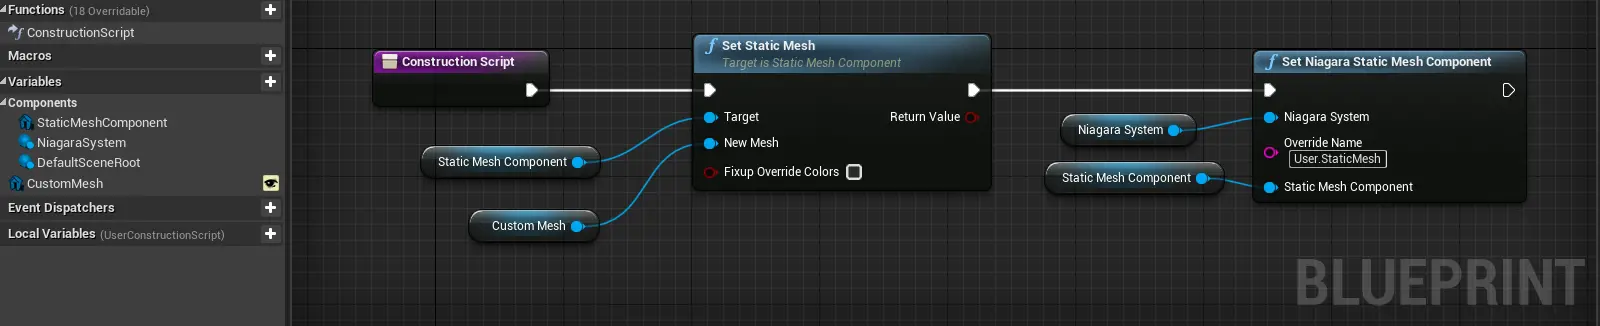 Functions (18 Overridable)
ConstructionScript
Macros
Variables
Components
StaticMeshComponent
NiagaraSystem
DefaultSceneRoot
CustomMesh
Event Dispatchers
Local Variables (UserConstructionScript)
Construction Script
Static Mesh Component
Custom Mesh
f Set Static Mesh
Target is Static Mesh Component
Target
Return Value
New Mesh
Fixup Override Colors
Niagara System
Static Mesh Component
f Set Niagara Static Mesh Component
Niagara System
Override Name
User.StaticMesh
Static Mesh Component
BLUEPRINT